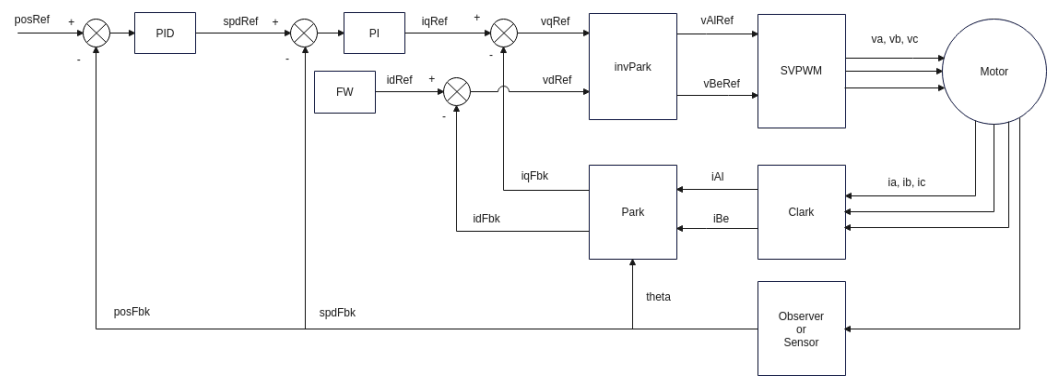 posRef
+
-
PID
spdRef
+
-
PI
iqRef
+
-
vqRef
FW
idRef
+
-
vdRef
invPark
vAlRef
vBeRef
SVPWM
va, vb, vc
Motor
iqFbk
idFbk
Park
iAl
iBe
Clark
ia, ib, ic
posFbk
spdFbk
theta
Observer
or
Sensor